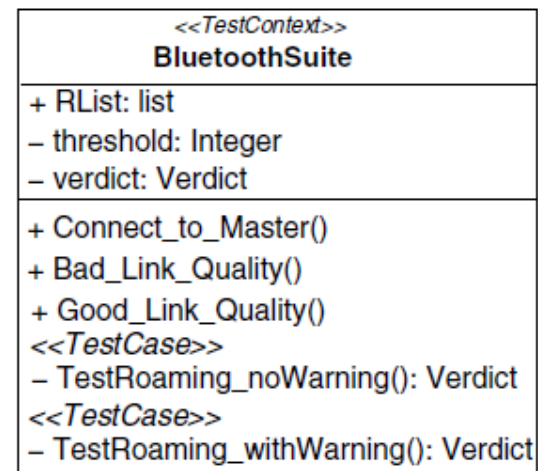 <<TestContext>>
BluetoothSuite
+ RList: list
– threshold: Integer
– verdict: Verdict
+ Connect_to_Master()
+ Bad_Link_Quality()
+ Good_Link_Quality()
<<TestCase>>
– TestRoaming_noWarning(): Verdict
<<TestCase>>
– TestRoaming_withWarning(): Verdict